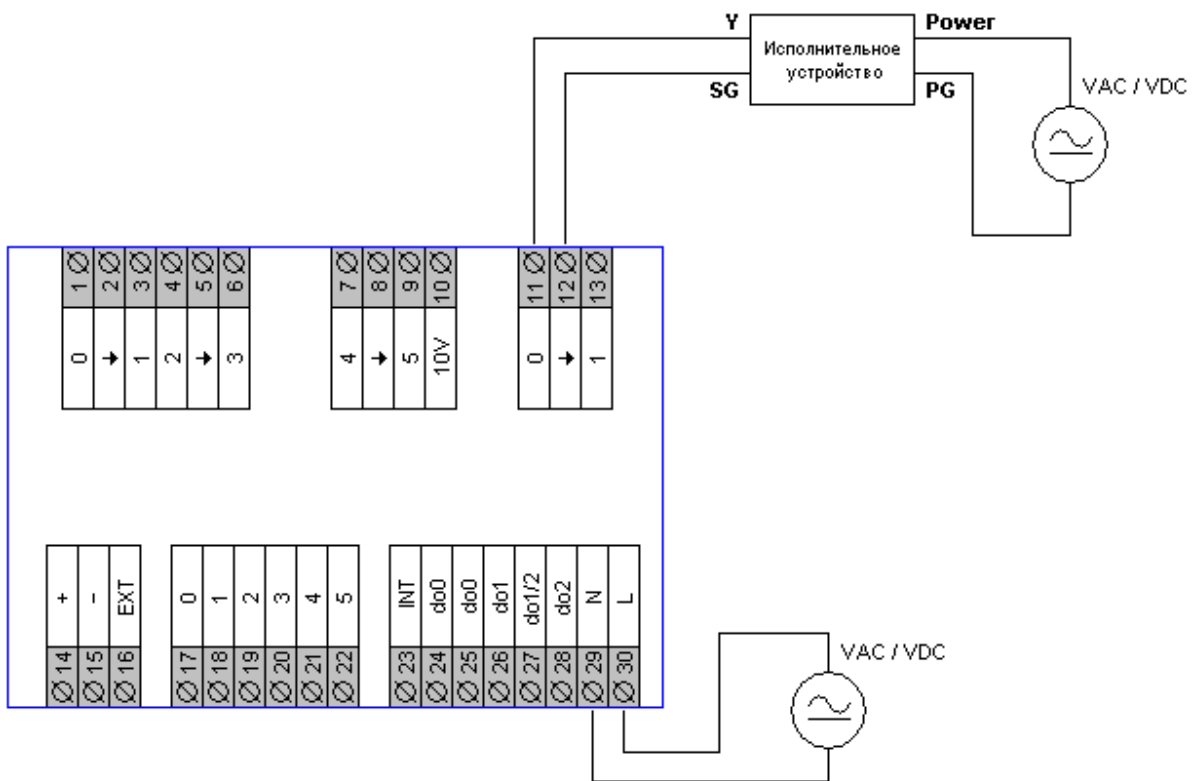 Y
Исполнительное
устройство
Power
SG
PG
VAC / VDC
1 2 3 4 5 6
7 8 9 10
11 12 13
0 1 2 3
4 5 10V
0 1
+ - EXT
0 1 2 3 4 5
INT do0 do0 do1 do1/2 do2 N L
14 15 16
17 18 19 20 21 22
23 24 25 26 27 28 29 30
VAC / VDC